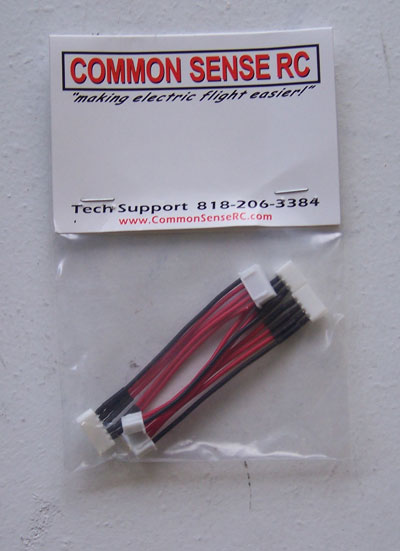 COMMON SENSE RC
"making electric flight easier!"
Tech Support 818-206-3384
www.CommonSenseRC.com